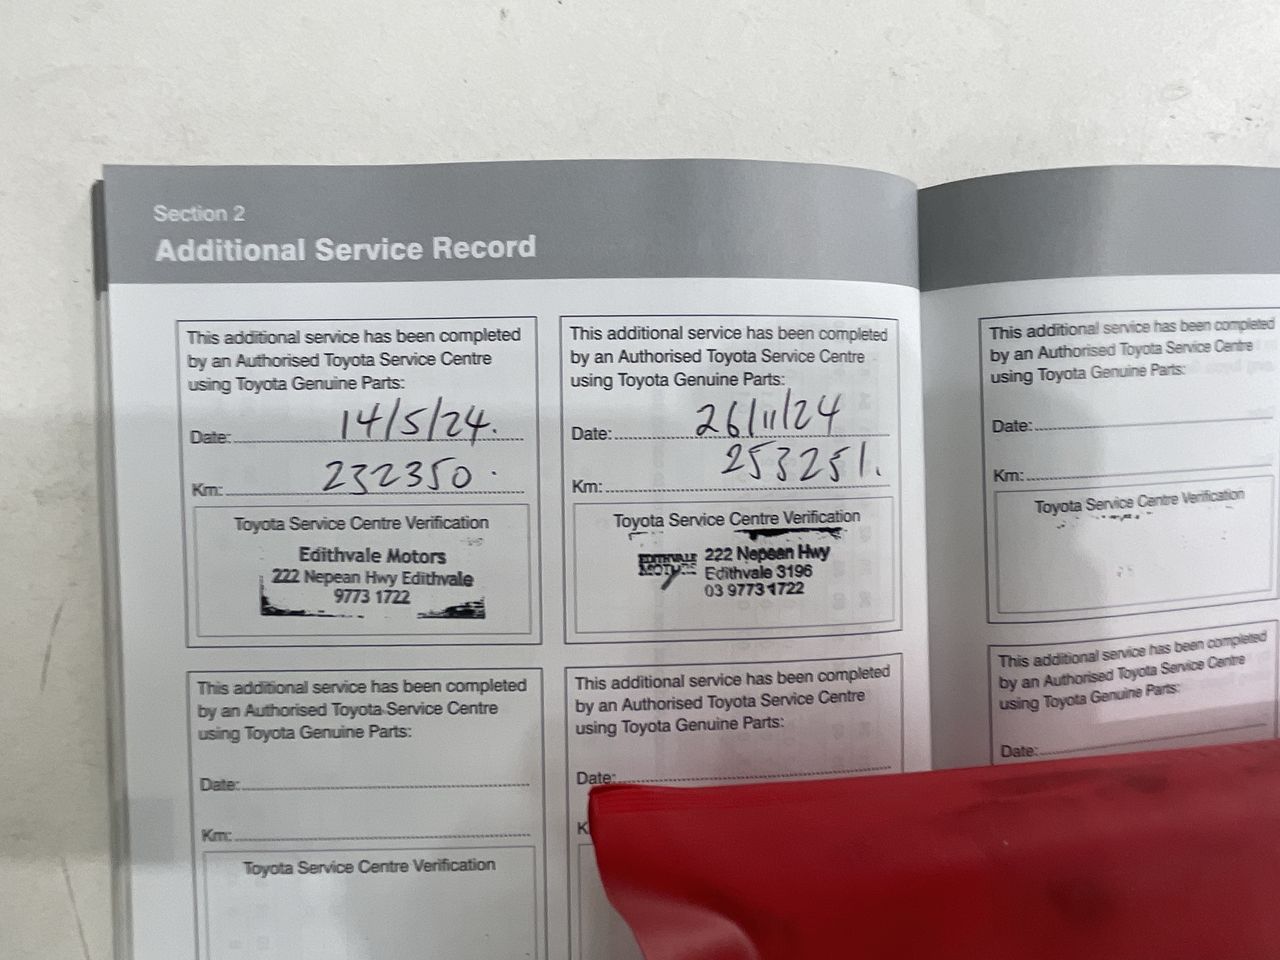 Section 2
Additional Service Record
This additional service has been completed
by an Authorised Toyota Service Centre
using Toyota Genuine Parts:
Date: 14/5/24.
Km: 232350.
Toyota Service Centre Verification
Edithvale Motors
222 Nepean Hwy Edithvale
9773 1722
This additional service has been completed
by an Authorised Toyota Service Centre
using Toyota Genuine Parts:
Date: 26/11/24
Km: 253251.
Toyota Service Centre Verification
EDITHVALE
MOTORS
222 Nepean Hwy
Edithvale 3196
03 9773 1722
This additional service has been completed
by an Authorised Toyota Service Centre
using Toyota Genuine Parts:
Date:
Km:
Toyota Service Centre Verification
This additional service has been completed
by an Authorised Toyota Service Centre
using Toyota Genuine Parts:
Date:
K
This additional service has been completed
by an Authorised Toyota Service Centre
using Toyota Genuine Parts:
Date:
Km:
Toyota Service Centre Verification
This additional service has been completed
by an Authorised Toyota Service Centre
using Toyota Genuine Parts:
Date: